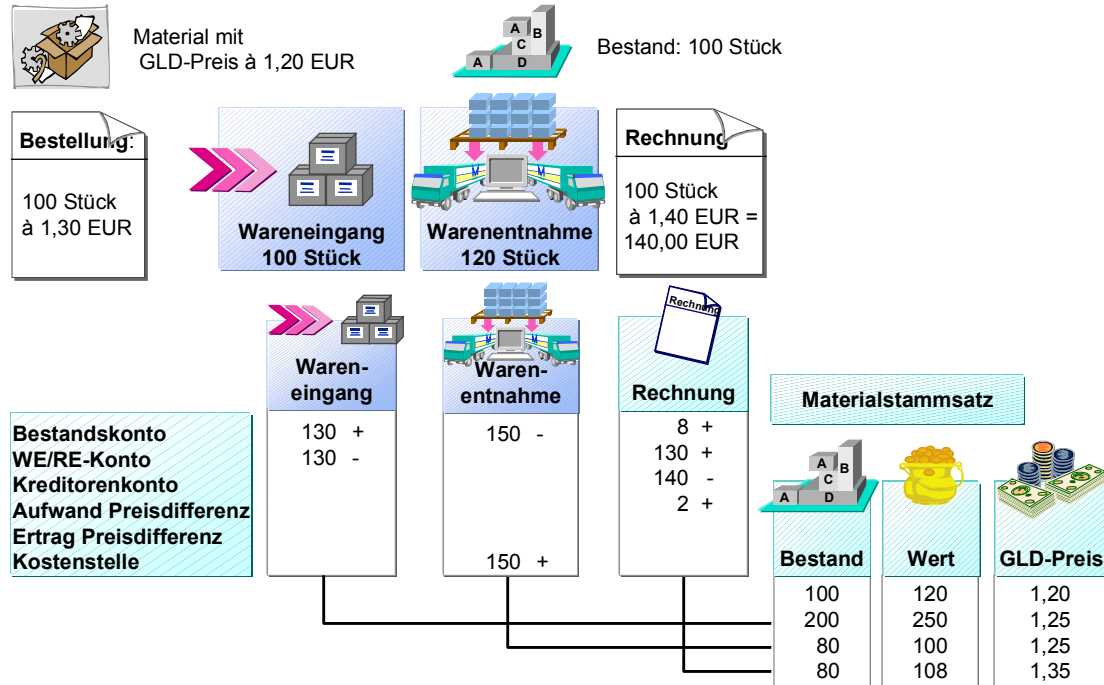 Material mit
GLD-Preis à 1,20 EUR
A
B
C
A
D
Bestand: 100 Stück
Bestellung:
100 Stück
à 1,30 EUR
Wareneingang
100 Stück
Warenentnahme
120 Stück
Rechnung
100 Stück
à 1,40 EUR =
140,00 EUR
Waren-
eingang
Waren-
entnahme
Rechnung
Rechnung
Materialstammsatz
Bestandskonto 130 + 150 - 8 +
WE/RE-Konto 130 - 130 +
Kreditorenkonto 140 -
Aufwand Preisdifferenz 2 +
Ertrag Preisdifferenz
Kostenstelle 150 +
A
B
C
A
D
Bestand Wert GLD-Preis
100 120 1,20
200 250 1,25
80 100 1,25
80 108 1,35